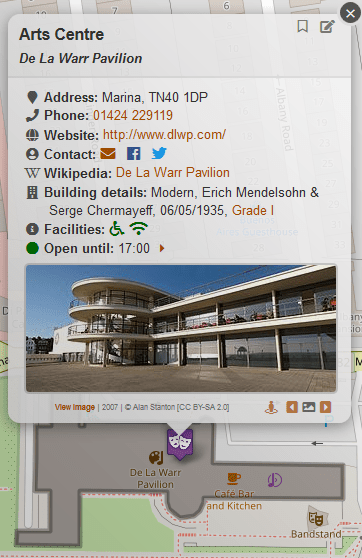 6
7
Arts Centre
De La Warr Pavilion
Address: Marina, TN40 1DP
Phone: 01424 229119
Website: http://www.dlwp.com/
Contact:
Wikipedia: De La Warr Pavilion
Building details: Modern, Erich Mendelsohn &
Serge Chermayeff, 06/05/1935, Grade I
Facilities:
Open until: 17:00
Albany Road
View Image | 2007 | © Alan Stanton [CC BY-SA 2.0]
De La Warr
Pavilion
Café Bar
and Kitchen
Bandstand